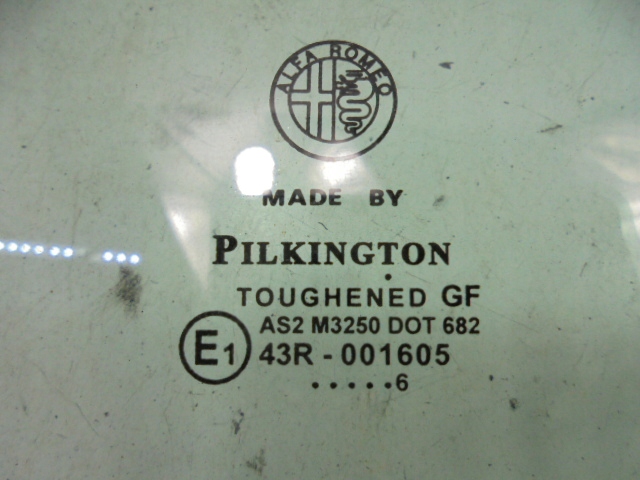 ALFA ROMEO
MADE BY
PILKINGTON
TOUGHENED GF
AS2 M3250 DOT 682
E1 43R - 001605
.....6